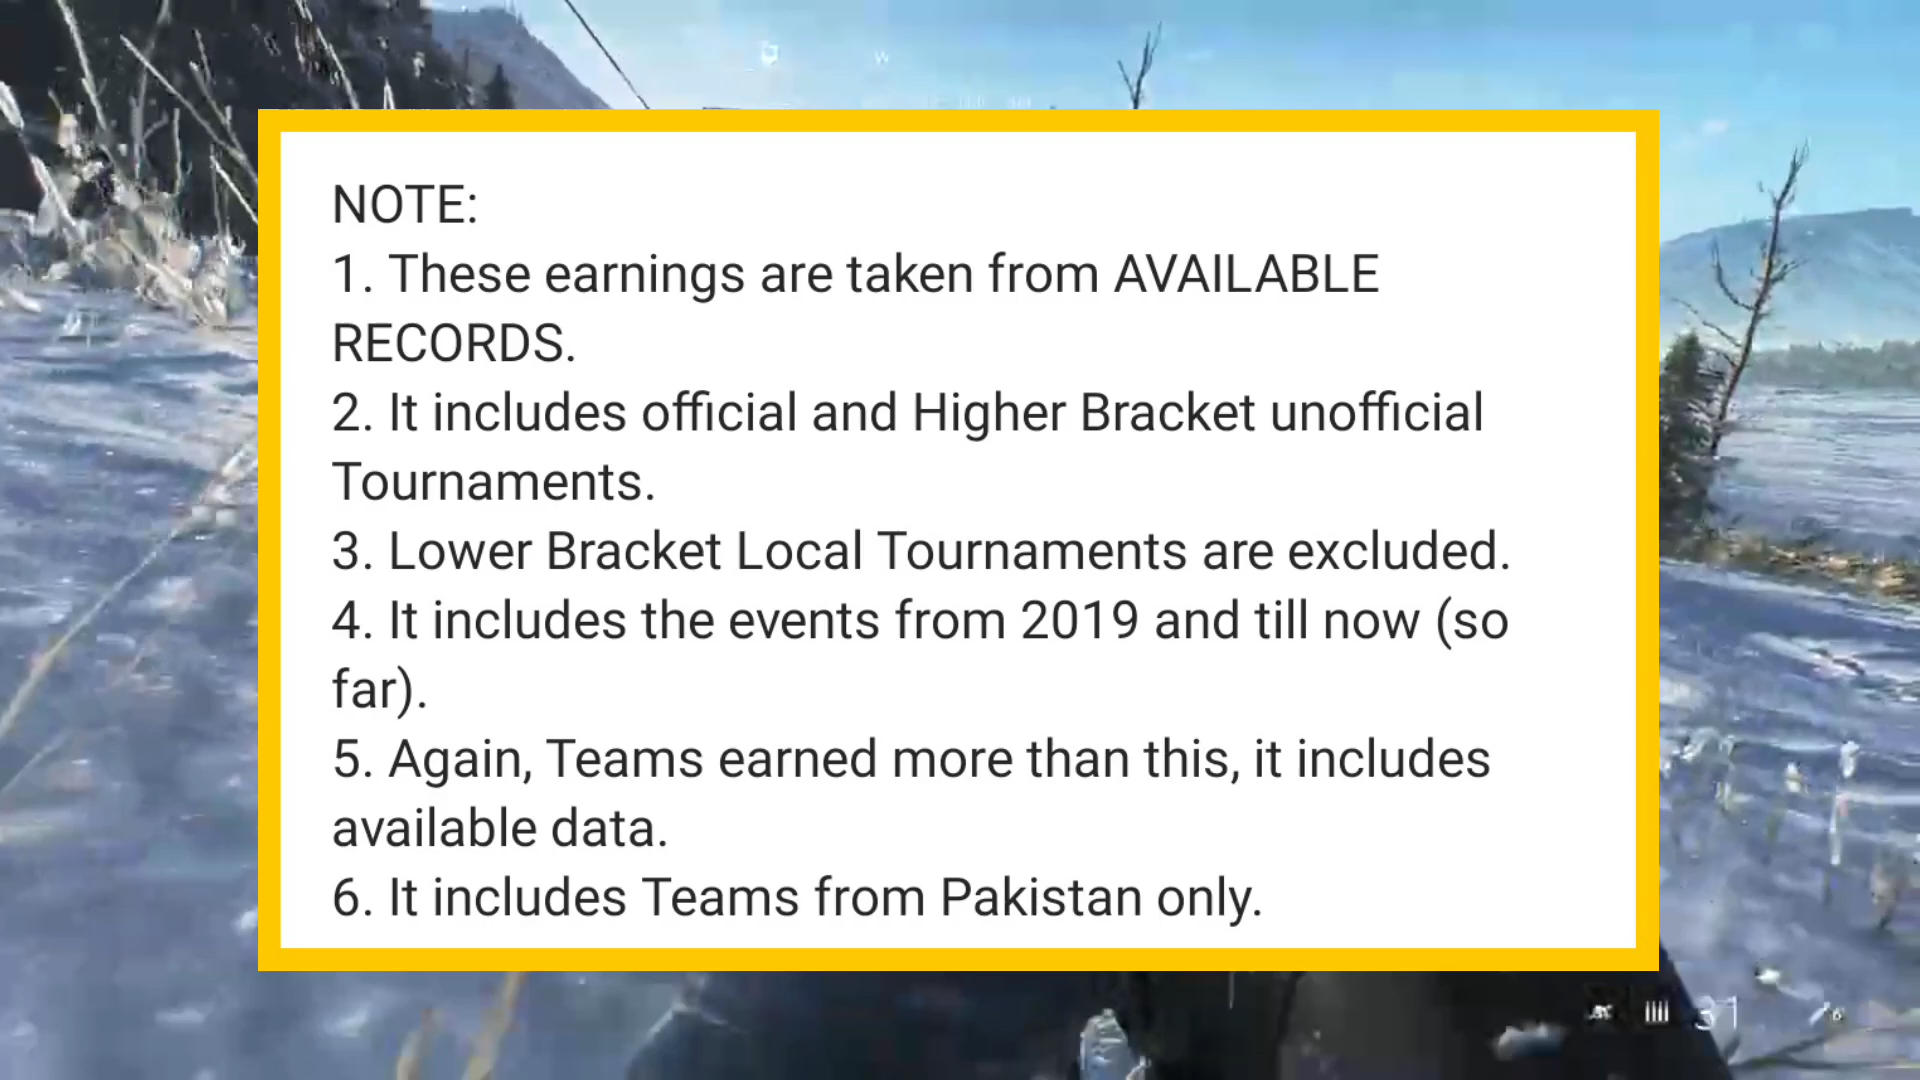 W
NOTE:
1. These earnings are taken from AVAILABLE
RECORDS.
2. It includes official and Higher Bracket unofficial
Tournaments.
3. Lower Bracket Local Tournaments are excluded.
4. It includes the events from 2019 and till now (so
far).
5. Again, Teams earned more than this, it includes
available data.
6. It includes Teams from Pakistan only.
31
6